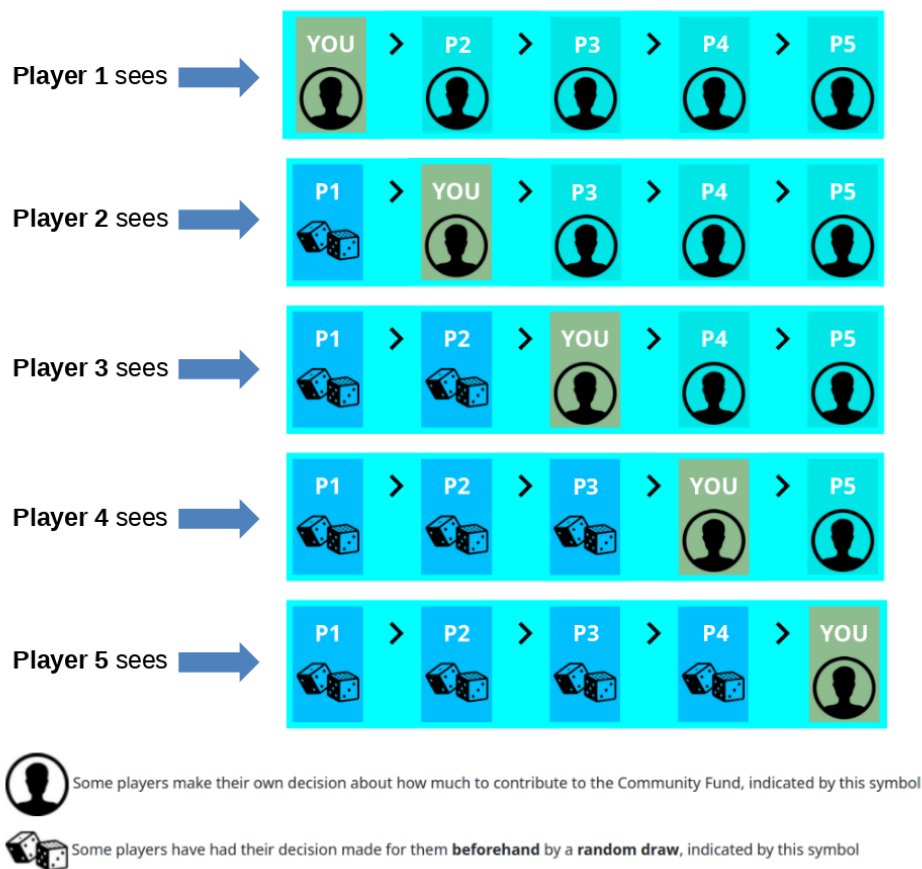 YOU > P2 > P3 > P4 > P5
Player 1 sees
P1 > YOU > P3 > P4 > P5
Player 2 sees
P1 > P2 > YOU > P4 > P5
Player 3 sees
P1 > P2 > P3 > YOU > P5
Player 4 sees
P1 > P2 > P3 > P4 > YOU
Player 5 sees
Some players make their own decision about how much to contribute to the Community Fund, indicated by this symbol
Some players have had their decision made for them beforehand by a random draw, indicated by this symbol